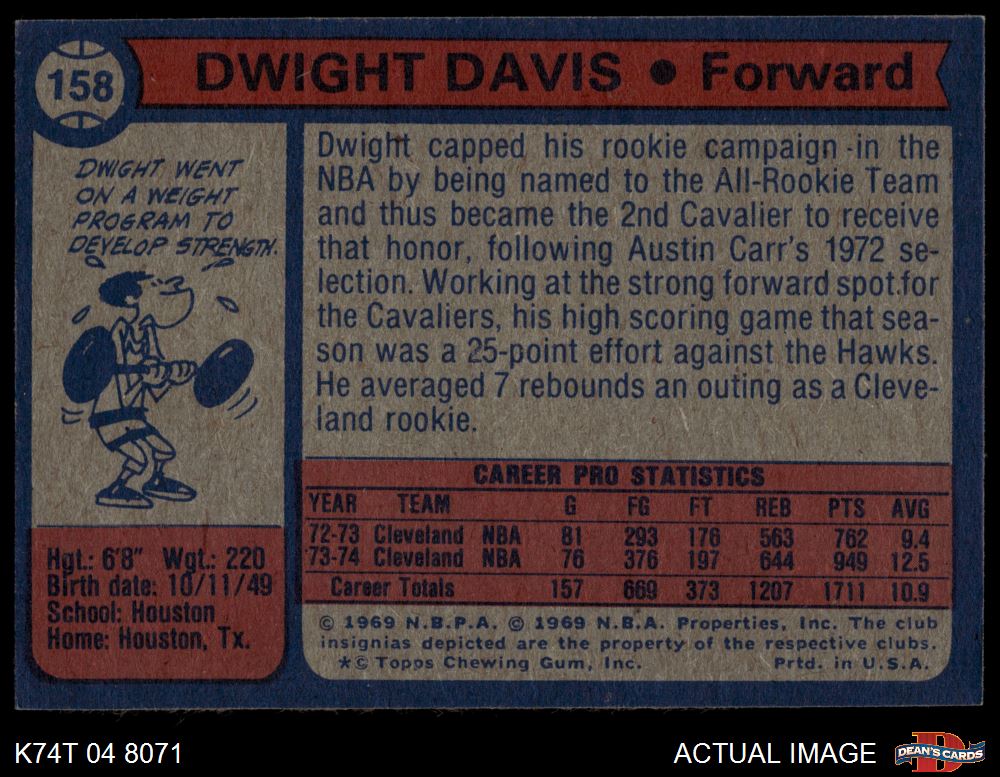 158
DWIGHT DAVIS ● Forward
DWIGHT WENT
ON A WEIGHT
PROGRAM TO
DEVELOP STRENGTH.
Dwight capped his rookie campaign in the
NBA by being named to the All-Rookie Team
and thus became the 2nd Cavalier to receive
that honor, following Austin Carr's 1972 se-
lection. Working at the strong forward spot for
the Cavaliers, his high scoring game that sea-
son was a 25-point effort against the Hawks.
He averaged 7 rebounds an outing as a Cleve-
land rookie.
Hgt.: 6'8" Wgt.: 220
Birth date: 10/11/49
School: Houston
Home: Houston, Tx.
CAREER PRO STATISTICS
YEAR TEAM G FG FT REB PTS AVG
72-73 Cleveland NBA 81 293 176 563 762 9.4
73-74 Cleveland NBA 76 376 197 644 949 12.5
Career Totals 157 669 373 1207 1711 10.9
© 1969 N.B.P.A. © 1969 N.B.A. Properties, Inc. The club
insignias depicted are the property of the respective clubs.
*© Topps Chewing Gum, Inc. Prtd. in U.S.A.
K74T 04 8071
ACTUAL IMAGE
D
DEAN'S CARDS